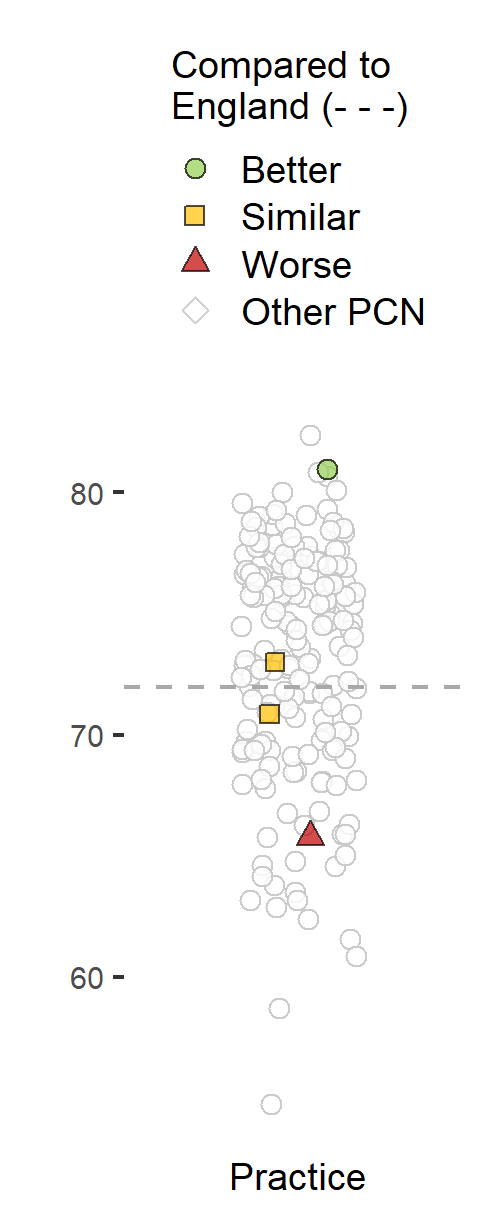 Compared to
England (- - -)
Better
Similar
Worse
Other PCN
80
70
60
Practice